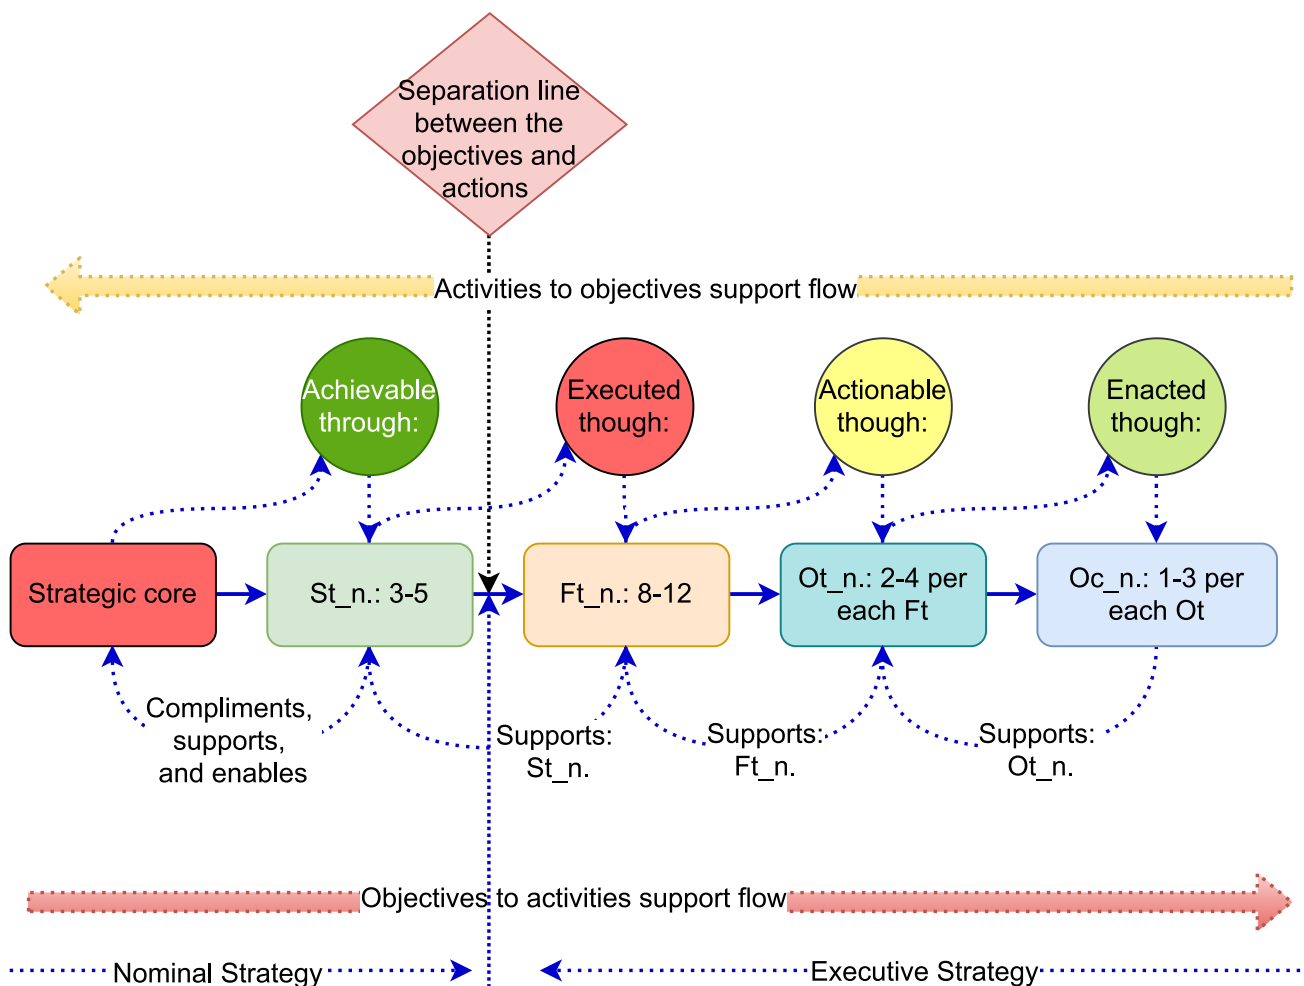 Separation line
between the
objectives and
actions
Activities to objectives support flow
Achievable
through:
Executed
though:
Actionable
though:
Enacted
though:
Strategic core
St_n.: 3-5
Ft_n.: 8-12
Ot_n.: 2-4 per
each Ft
Oc_n.: 1-3 per
each Ot
Compliments,
supports,
and enables
Supports:
St_n.
Supports:
Ft_n.
Supports:
Ot_n.
Objectives to activities support flow
Nominal Strategy
Executive Strategy